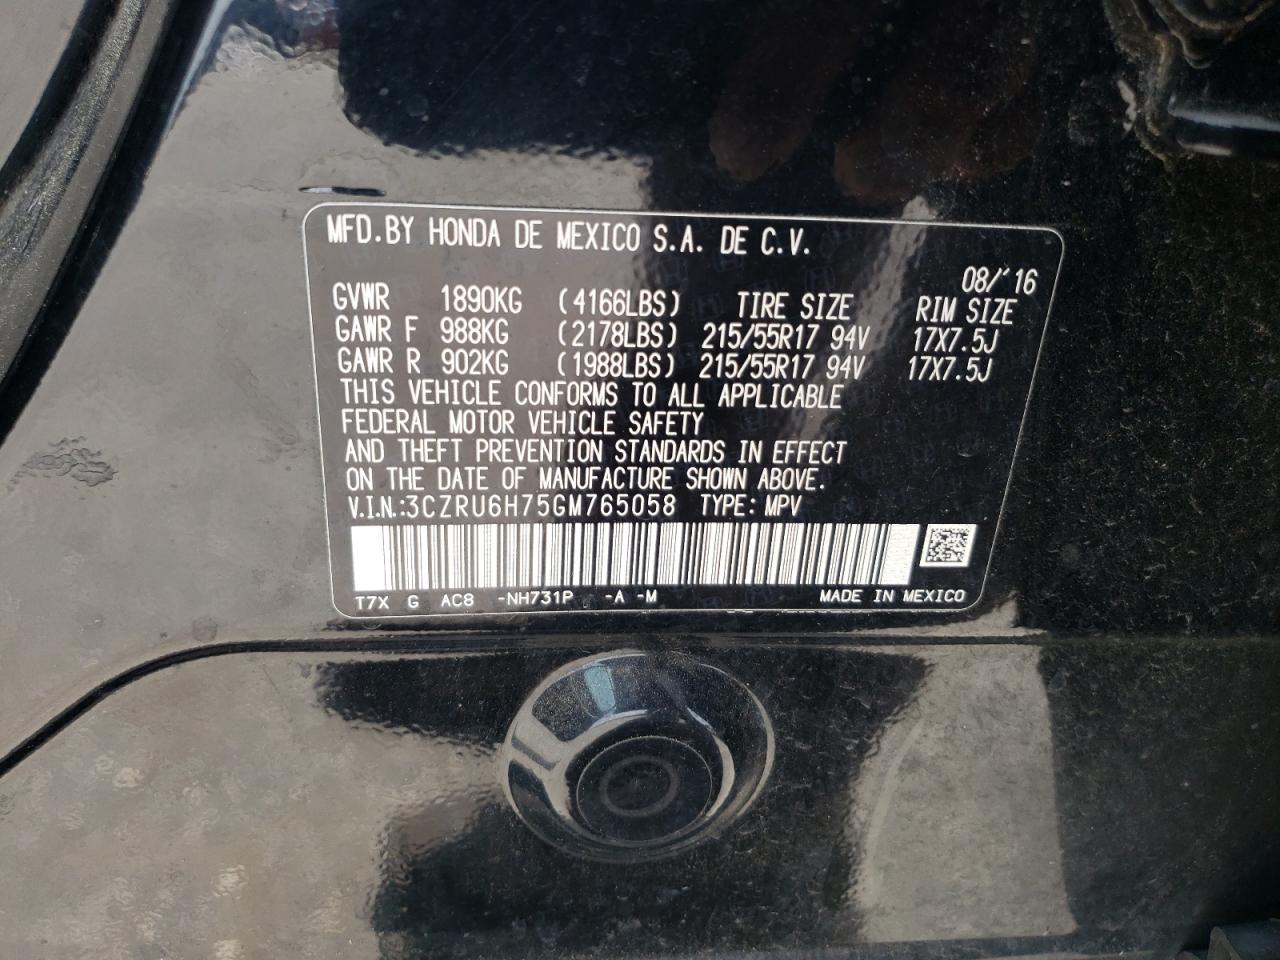 MFD.BY HONDA DE MEXICO S.A. DE C.V.
08/'16
GVWR 1890KG (4166LBS) TIRE SIZE RIM SIZE
GAWR F 988KG (2178LBS) 215/55R17 94V 17X7.5J
GAWR R 902KG (1988LBS) 215/55R17 94V 17X7.5J
THIS VEHICLE CONFORMS TO ALL APPLICABLE
FEDERAL MOTOR VEHICLE SAFETY
AND THEFT PREVENTION STANDARDS IN EFFECT
ON THE DATE OF MANUFACTURE SHOWN ABOVE.
V.I.N.:3CZRU6H75GM765058 TYPE: MPV
T7X G AC8 -NH731P -A -M MADE IN MEXICO